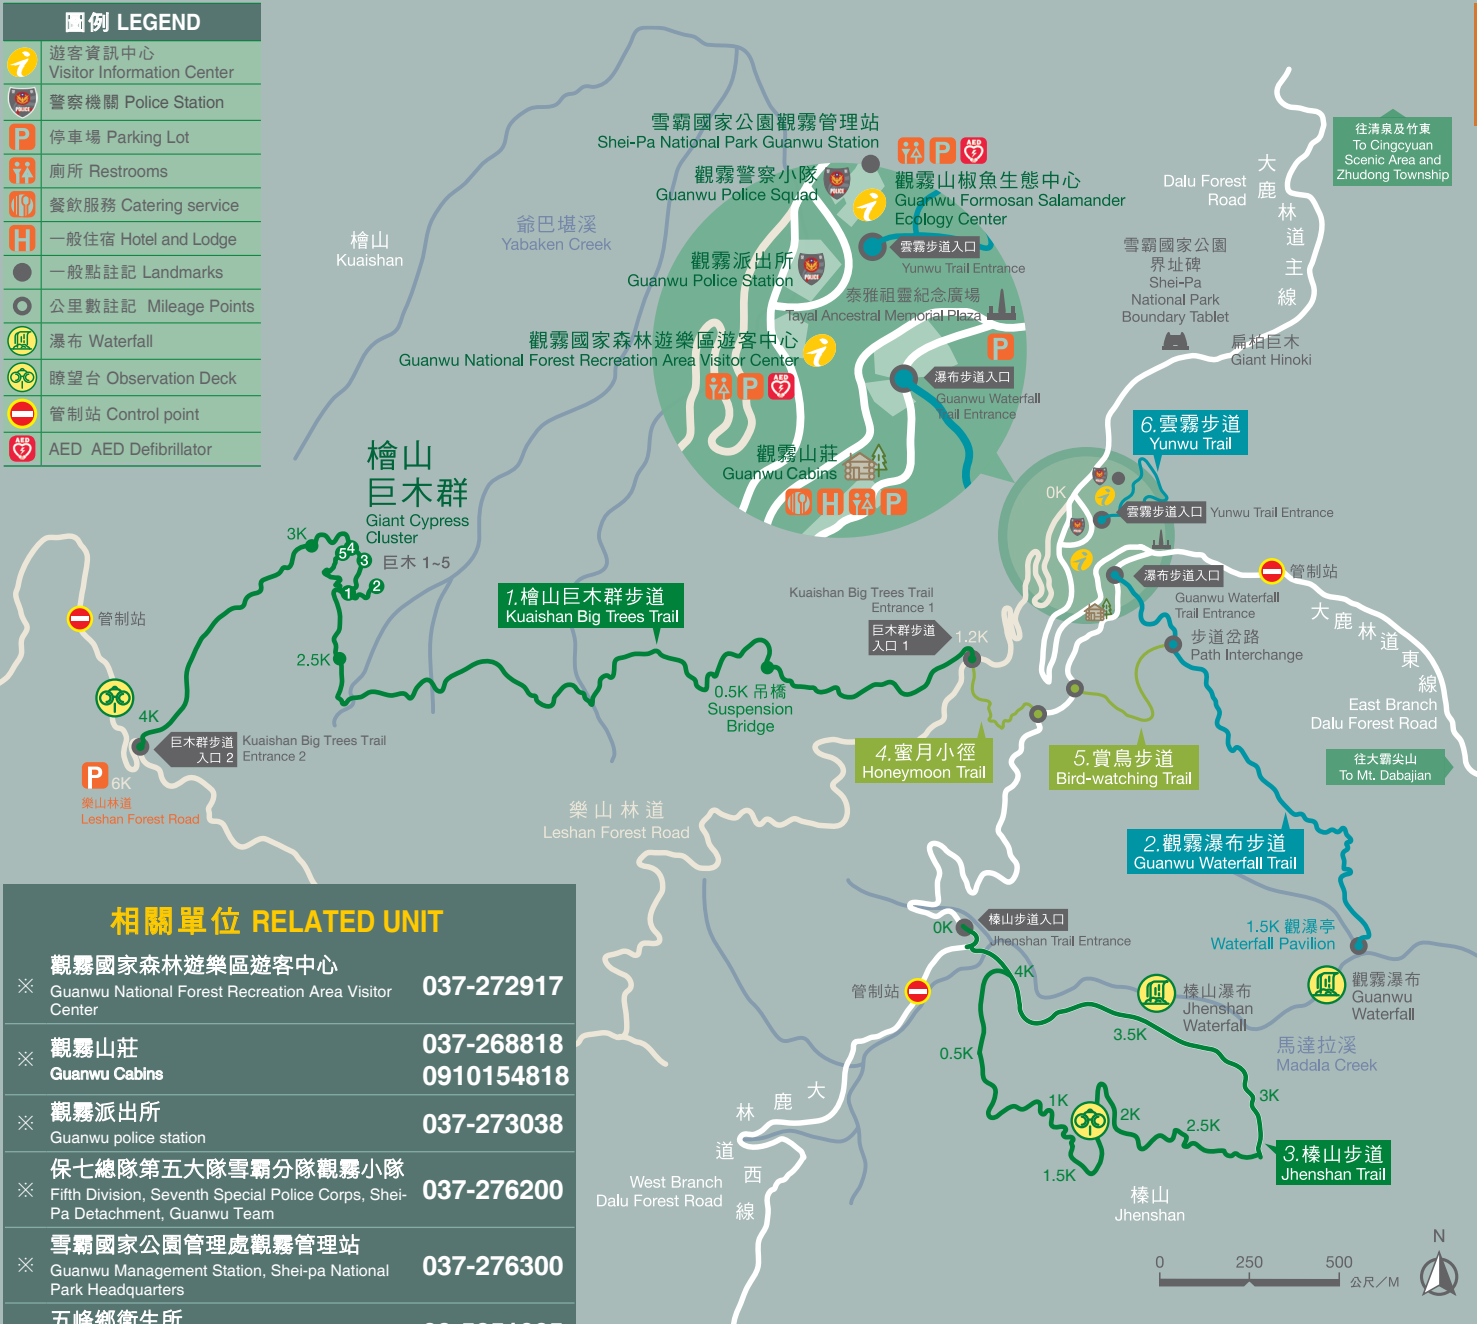 圖例 LEGEND
遊客資訊中心
Visitor Information Center
警察機關 Police Station
停車場 Parking Lot
廁所 Restrooms
餐飲服務 Catering service
一般住宿 Hotel and Lodge
一般點註記 Landmarks
公里數註記 Mileage Points
瀑布 Waterfall
瞭望台 Observation Deck
管制站 Control point
AED AED Defibrillator
雪霸國家公園觀霧管理站
Shei-Pa National Park Guanwu Station
觀霧警察小隊
Guanwu Police Squad
觀霧山椒魚生態中心
Guanwu Formosan Salamander
Ecology Center
雲霧步道入口
Yunwu Trail Entrance
觀霧派出所
Guanwu Police Station
泰雅祖靈紀念廣場
Tayal Ancestral Memorial Plaza
觀霧國家森林遊樂區遊客中心
Guanwu National Forest Recreation Area Visitor Center
瀑布步道入口
Guanwu Waterfall
Trail Entrance
觀霧山莊
Guanwu Cabins
檜山
Kuaishan
爺巴堪溪
Yabaken Creek
往清泉及竹東
To Cingcyuan
Scenic Area and
Zhudong Township
Dalu Forest
Road
大鹿林道主線
雪霸國家公園
界址碑
Shei-Pa
National Park
Boundary Tablet
扁柏巨木
Giant Hinoki
6.雲霧步道
Yunwu Trail
0K
雲霧步道入口
Yunwu Trail Entrance
管制站
瀑布步道入口
Guanwu Waterfall
Trail Entrance
步道岔路
Path Interchange
大鹿林道東線
East Branch
Dalu Forest Road
往大霸尖山
To Mt. Dabajian
檜山
巨木群
Giant Cypress
Cluster
巨木 1~5
3K
5
4
3
2
1
2.5K
管制站
4K
巨木群步道
入口 2
Kuaishan Big Trees Trail
Entrance 2
P
6K
樂山林道
Leshan Forest Road
1.檜山巨木群步道
Kuaishan Big Trees Trail
0.5K 吊橋
Suspension
Bridge
Kuaishan Big Trees Trail
Entrance 1
巨木群步道
入口 1
1.2K
4.蜜月小徑
Honeymoon Trail
5.賞鳥步道
Bird-watching Trail
樂山林道
Leshan Forest Road
2.觀霧瀑布步道
Guanwu Waterfall Trail
1.5K 觀瀑亭
Waterfall Pavilion
觀霧瀑布
Guanwu
Waterfall
榛山瀑布
Jhenshan
Waterfall
馬達拉溪
Madala Creek
0K
榛山步道入口
Jhenshan Trail Entrance
管制站
4K
3.5K
3K
0.5K
1K
2K
2.5K
1.5K
3.榛山步道
Jhenshan Trail
榛山
Jhenshan
大鹿林道西線
West Branch
Dalu Forest Road
N
0 250 500
公尺/M
相關單位 RELATED UNIT
※ 觀霧國家森林遊樂區遊客中心
Guanwu National Forest Recreation Area Visitor
Center
037-272917
※ 觀霧山莊
Guanwu Cabins
037-268818
0910154818
※ 觀霧派出所
Guanwu police station
037-273038
※ 保七總隊第五大隊雪霸分隊觀霧小隊
Fifth Division, Seventh Special Police Corps, Shei-
Pa Detachment, Guanwu Team
037-276200
※ 雪霸國家公園管理處觀霧管理站
Guanwu Management Station, Shei-pa National
Park Headquarters
037-276300
五峰鄉衛生所